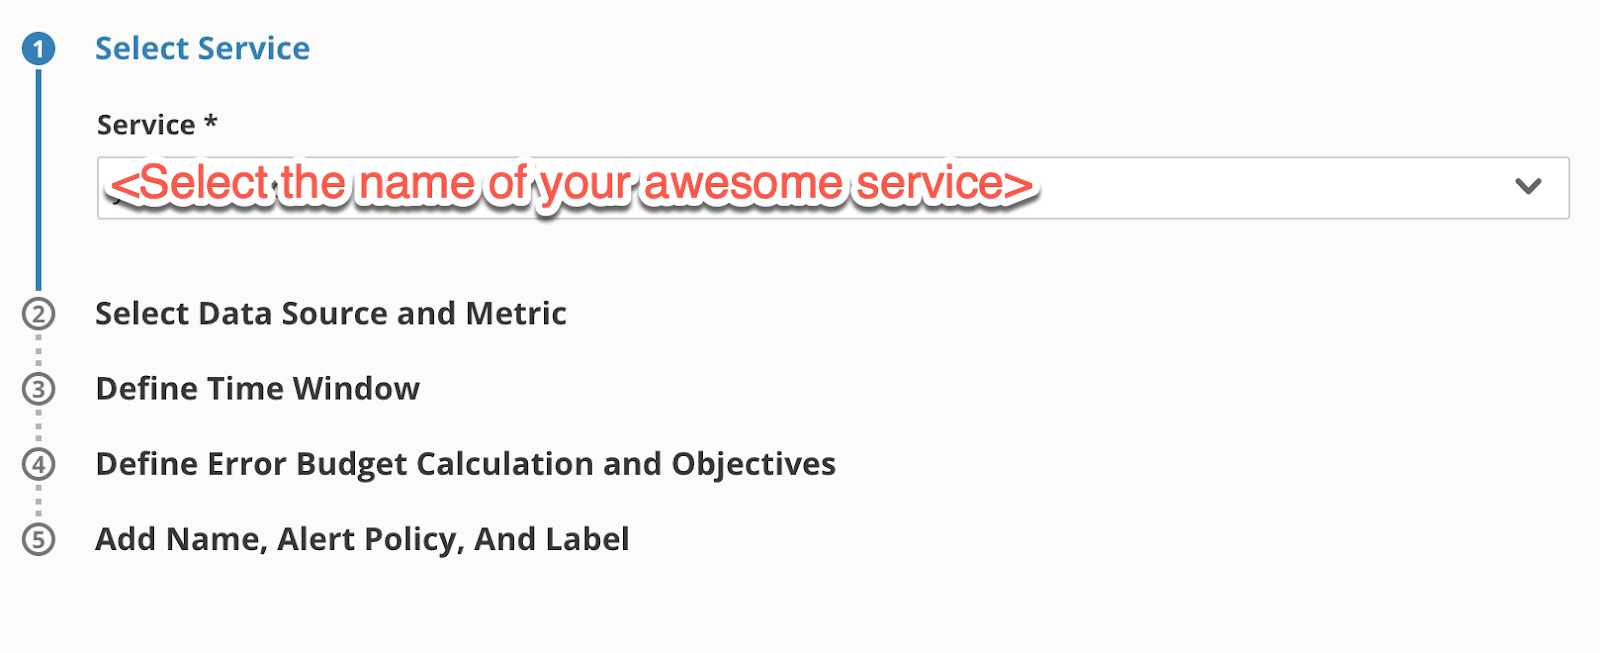 1 Select Service
Service *
<Select the name of your awesome service>
2 Select Data Source and Metric
3 Define Time Window
4 Define Error Budget Calculation and Objectives
5 Add Name, Alert Policy, And Label